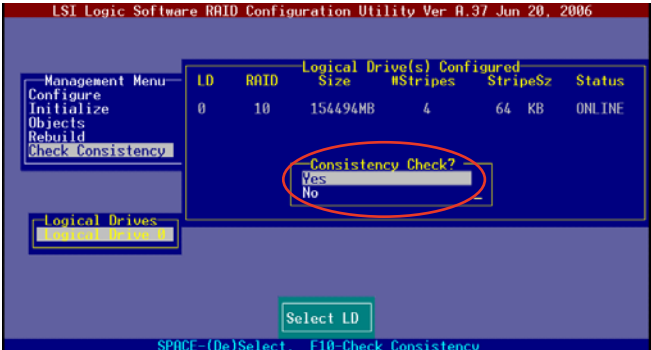 LSI Logic Software RAID Configuration Utility Ver A.37 Jun 20, 2006
Logical Drive(s) Configured
LD RAID Size #Stripes StripeSz Status
0 10 154494MB 4 64 KB ONLINE
Management Menu
Configure
Initialize
Objects
Rebuild
Check Consistency
Consistency Check?
Yes
No
Logical Drives
Logical Drive 0
Select LD
SPACE-(De)Select, F10-Check Consistency